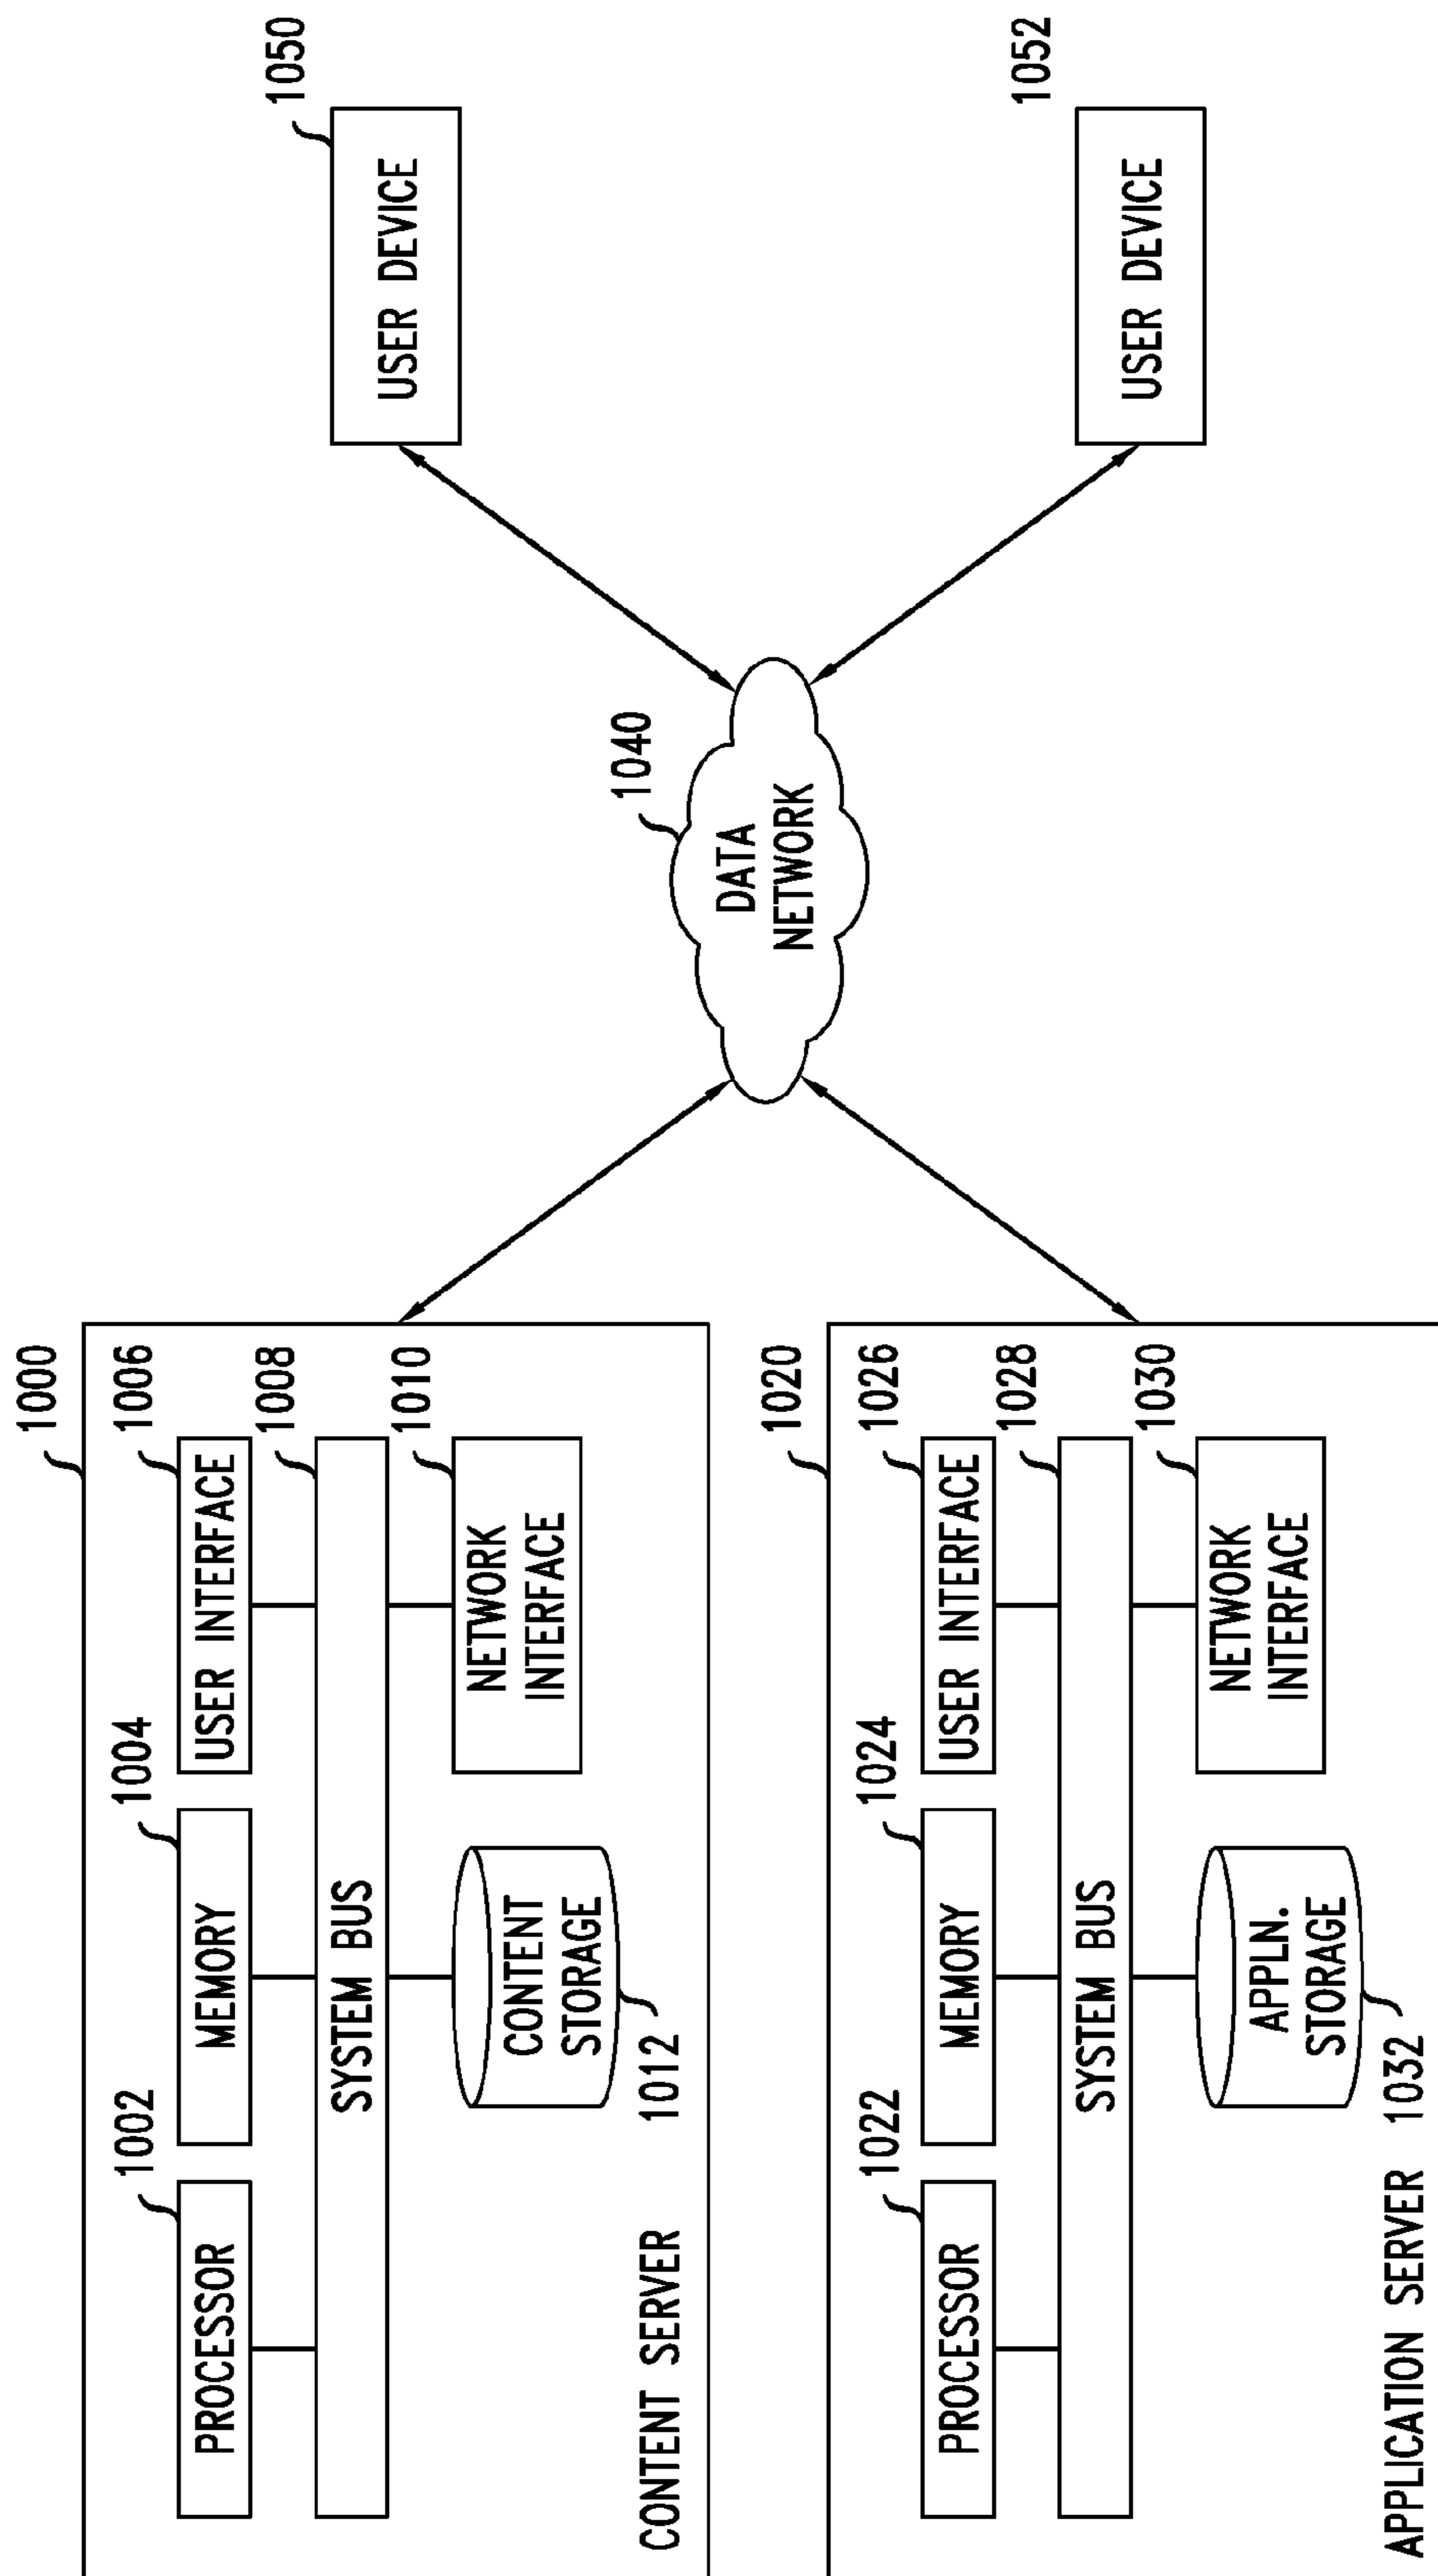 1000
1002
1004
1006
PROCESSOR
MEMORY
USER INTERFACE
1008
SYSTEM BUS
1010
CONTENT
STORAGE
NETWORK
INTERFACE
1012
CONTENT SERVER
1020
1022
1024
1026
PROCESSOR
MEMORY
USER INTERFACE
1028
SYSTEM BUS
1030
APPLN.
STORAGE
NETWORK
INTERFACE
1032
APPLICATION SERVER
1040
DATA
NETWORK
1050
USER DEVICE
1052
USER DEVICE